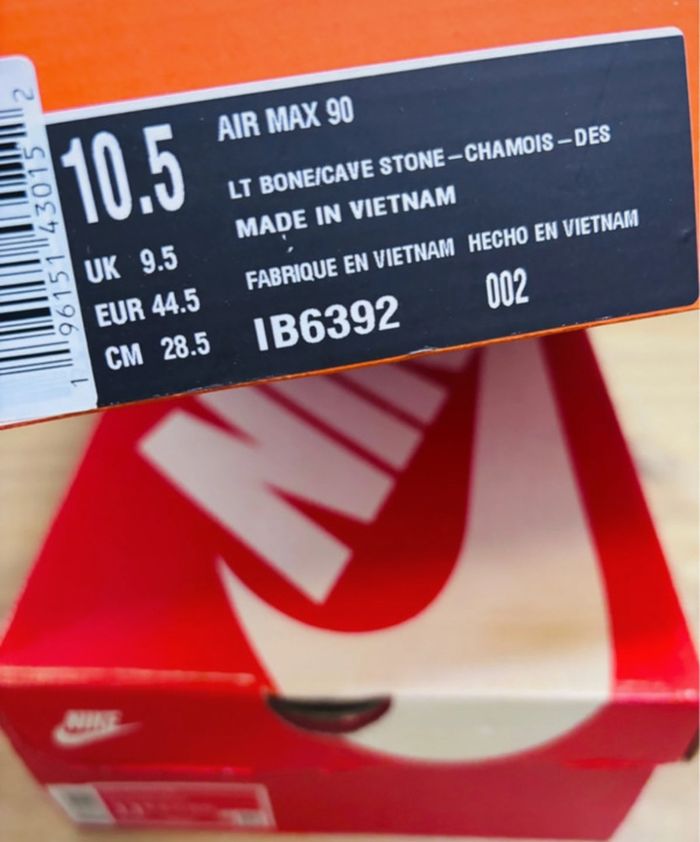 10.5
AIR MAX 90
LT BONE/CAVE STONE-CHAMOIS-DES
MADE IN VIETNAM
UK 9.5
FABRIQUE EN VIETNAM HECHO EN VIETNAM
EUR 44.5
CM 28.5
IB6392
002
1 96151 43015 2
NIKE
NIKE